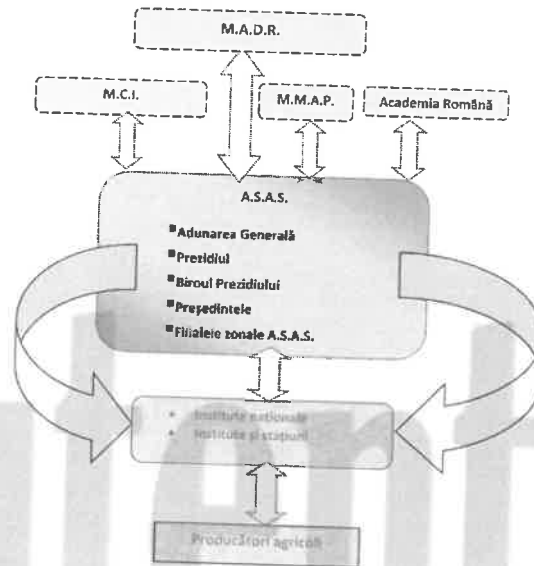 M.A.D.R.
M.C.I.
M.M.A.P.
Academia Română
A.S.A.S.
Adunarea Generală
Prezidiul
Biroul Prezidiului
Președintele
Filialele zonale A.S.A.S.
Institute naționale
Institute și stațiuni
Producători agricoli